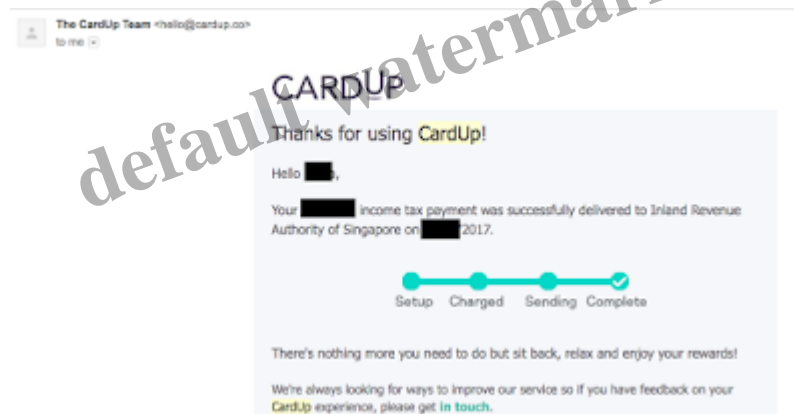 The CardUp Team <hello@cardup.co>
to me
CARDUP
Thanks for using CardUp!
Hello
Your income tax payment was successfully delivered to Inland Revenue
Authority of Singapore on /2017.
Setup Charged Sending Complete
There's nothing more you need to do but sit back, relax and enjoy your rewards!
We're always looking for ways to improve our service so if you have feedback on your
CardUp experience, please get in touch.
default watermark